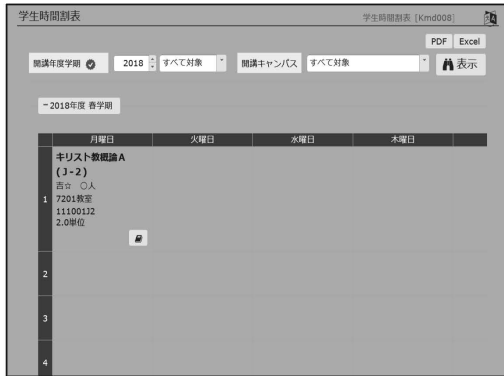 学生時間割表
学生時間割表 [Kmd008]
PDF Excel
開講年度学期 2018 すべて対象 開講キャンパス すべて対象 表示
−2018年度 春学期
月曜日 火曜日 水曜日 木曜日
1
キリスト教概論A
(J-2)
吉☆ ○人
7201教室
111001J2
2.0単位
2
3
4